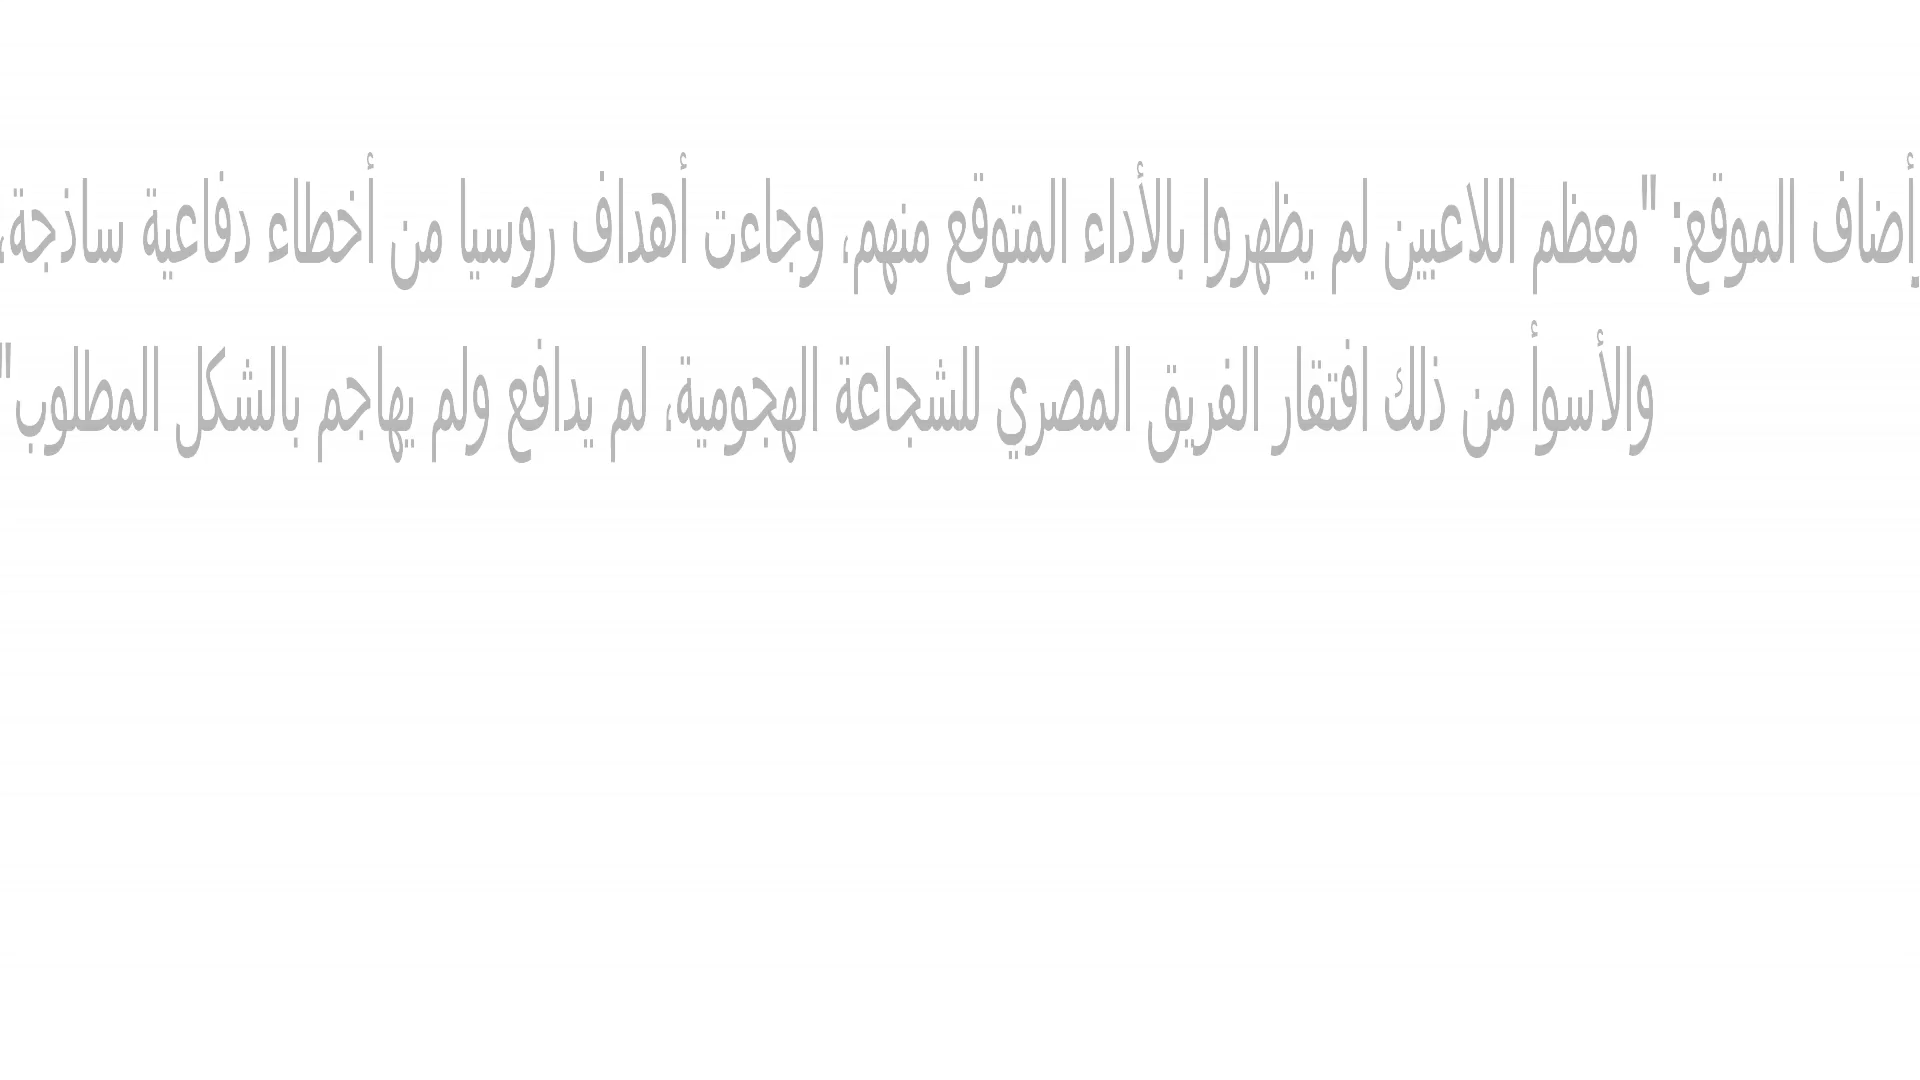 وأضاف الموقع: "معظم اللاعبين لم يظهروا بالأداء المتوقع منهم، وجاءت أهداف روسيا من أخطاء دفاعية ساذجة،
والأسوأ من ذلك افتقار الفريق المصري للشجاعة الهجومية، لم يدافع ولم يهاجم بالشكل المطلوب"